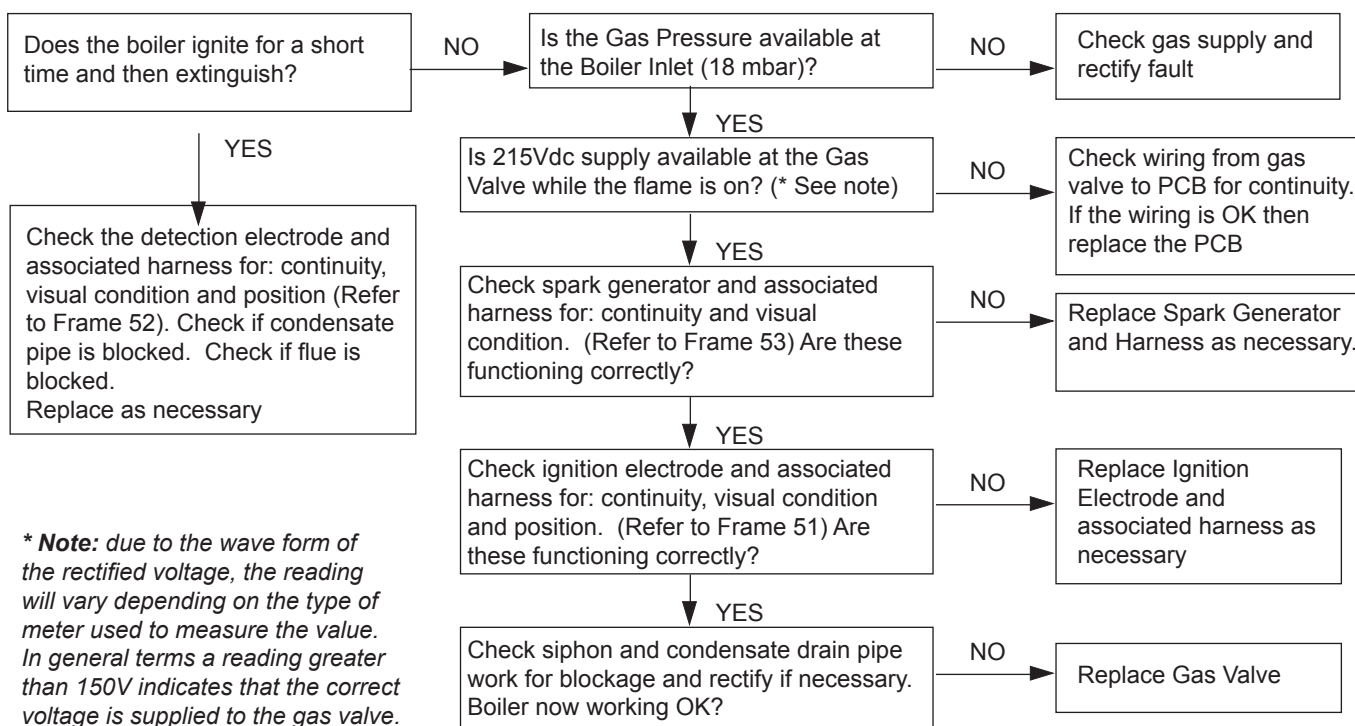 Does the boiler ignite for a short
time and then extinguish?
NO
Is the Gas Pressure available at
the Boiler Inlet (18 mbar)?
NO
Check gas supply and
rectify fault
YES
YES
Is 215Vdc supply available at the Gas
Valve while the flame is on? (* See note)
NO
Check wiring from gas
valve to PCB for continuity.
If the wiring is OK then
replace the PCB
Check the detection electrode and
associated harness for: continuity,
visual condition and position (Refer
to Frame 52). Check if condensate
pipe is blocked.  Check if flue is
blocked.
Replace as necessary
YES
Check spark generator and associated
harness for: continuity and visual
condition.  (Refer to Frame 53) Are these
functioning correctly?
NO
Replace Spark Generator
and Harness as necessary.
YES
Check ignition electrode and associated
harness for: continuity, visual condition
and position.  (Refer to Frame 51) Are
these functioning correctly?
NO
Replace Ignition
Electrode and
associated harness as
necessary
* Note: due to the wave form of
the rectified voltage, the reading
will vary depending on the type of
meter used to measure the value.
In general terms a reading greater
than 150V indicates that the correct
voltage is supplied to the gas valve.
YES
Check siphon and condensate drain pipe
work for blockage and rectify if necessary.
Boiler now working OK?
NO
Replace Gas Valve